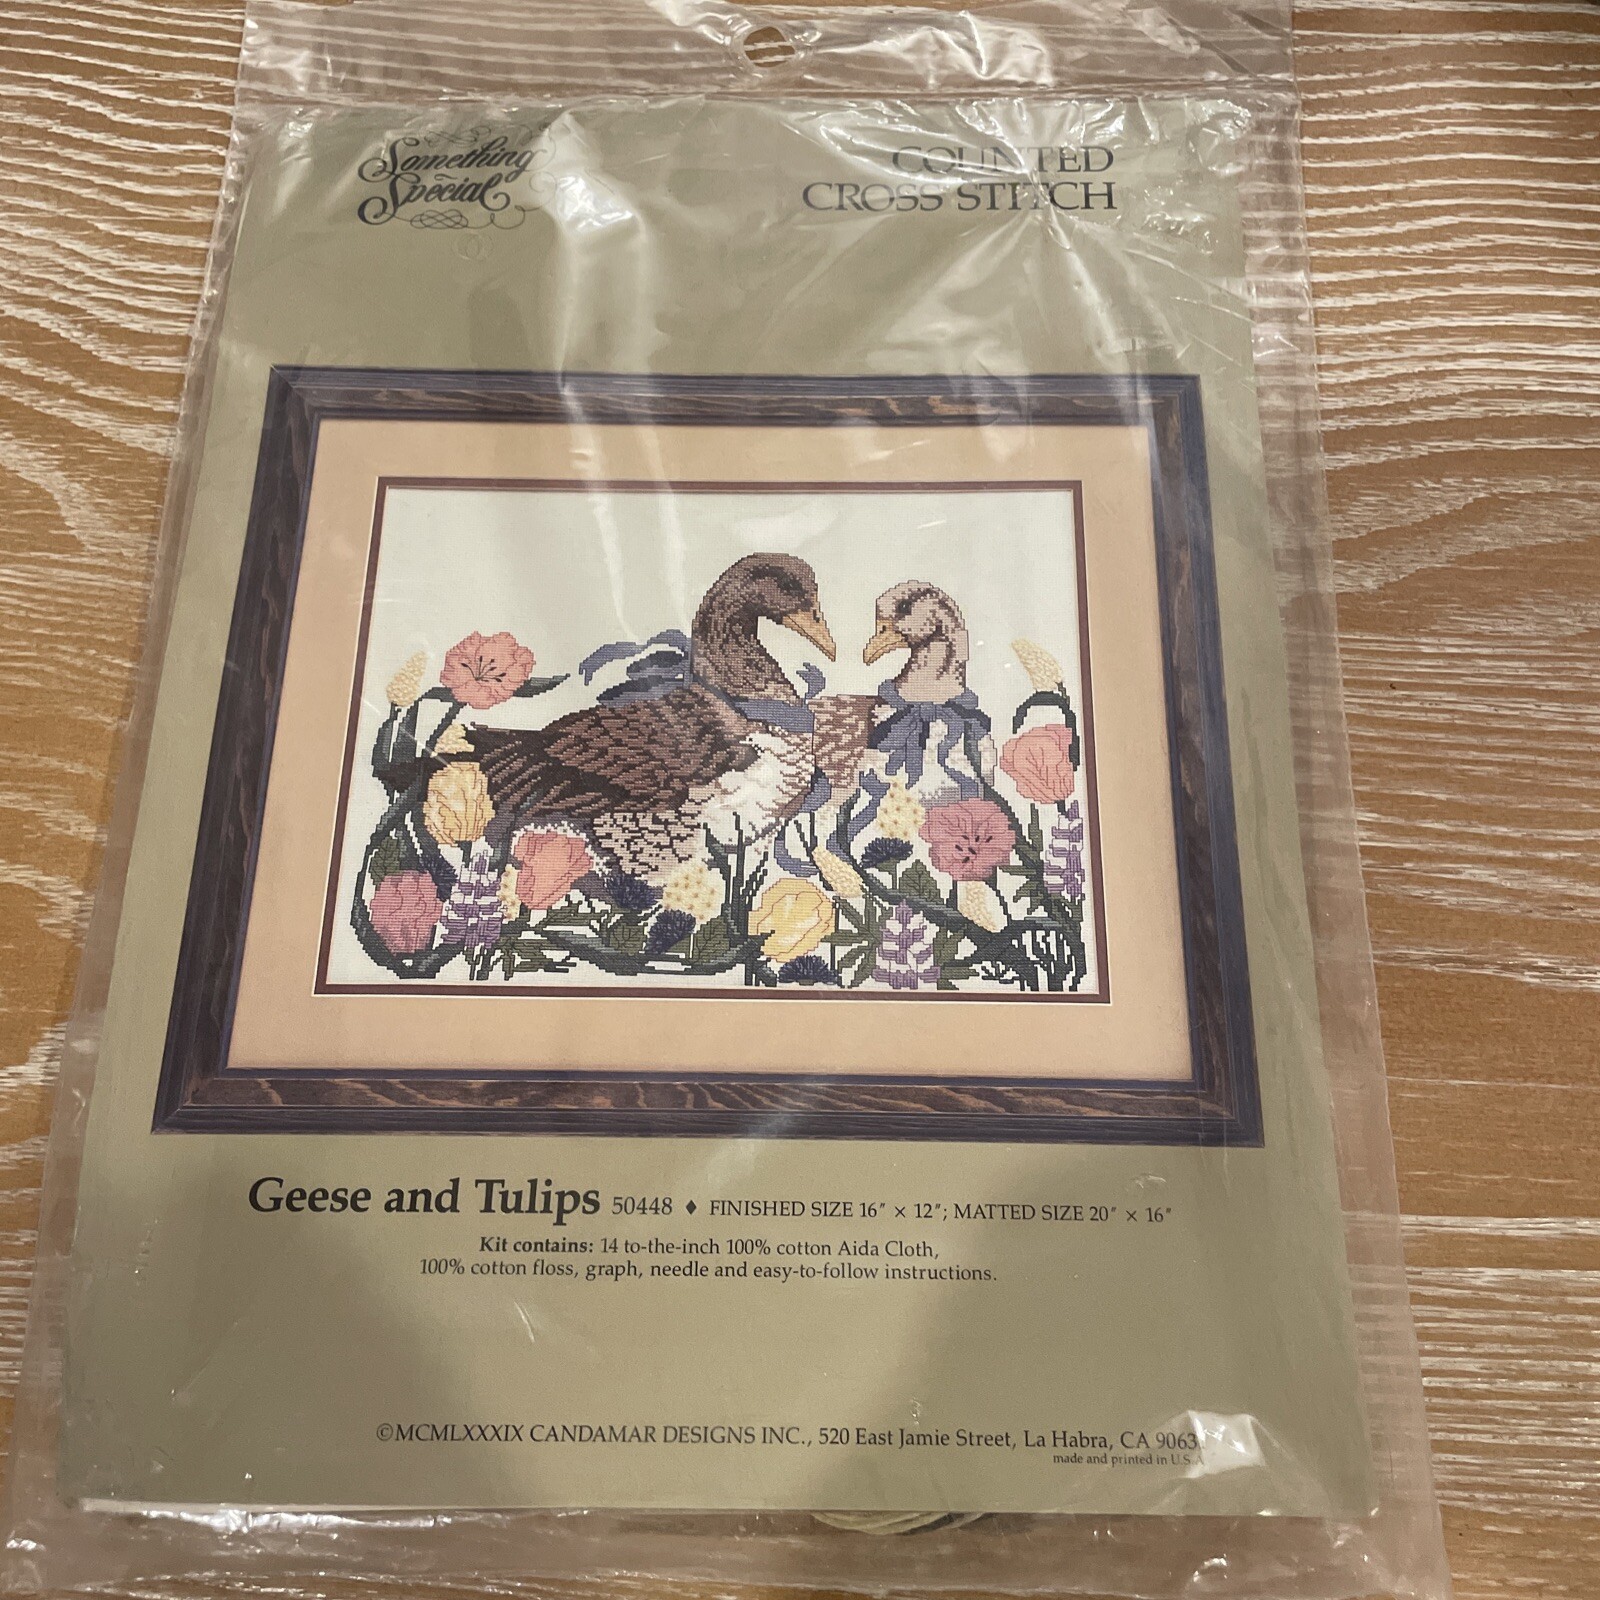 Something
Special
COUNTED
CROSS STITCH
Geese and Tulips 50448 ♦ FINISHED SIZE 16" × 12"; MATTED SIZE 20" × 16"
Kit contains: 14 to-the-inch 100% cotton Aida Cloth,
100% cotton floss, graph, needle and easy-to-follow instructions.
©MCMLXXXIX CANDAMAR DESIGNS INC., 520 East Jamie Street, La Habra, CA 9063
made and printed in U.S.A